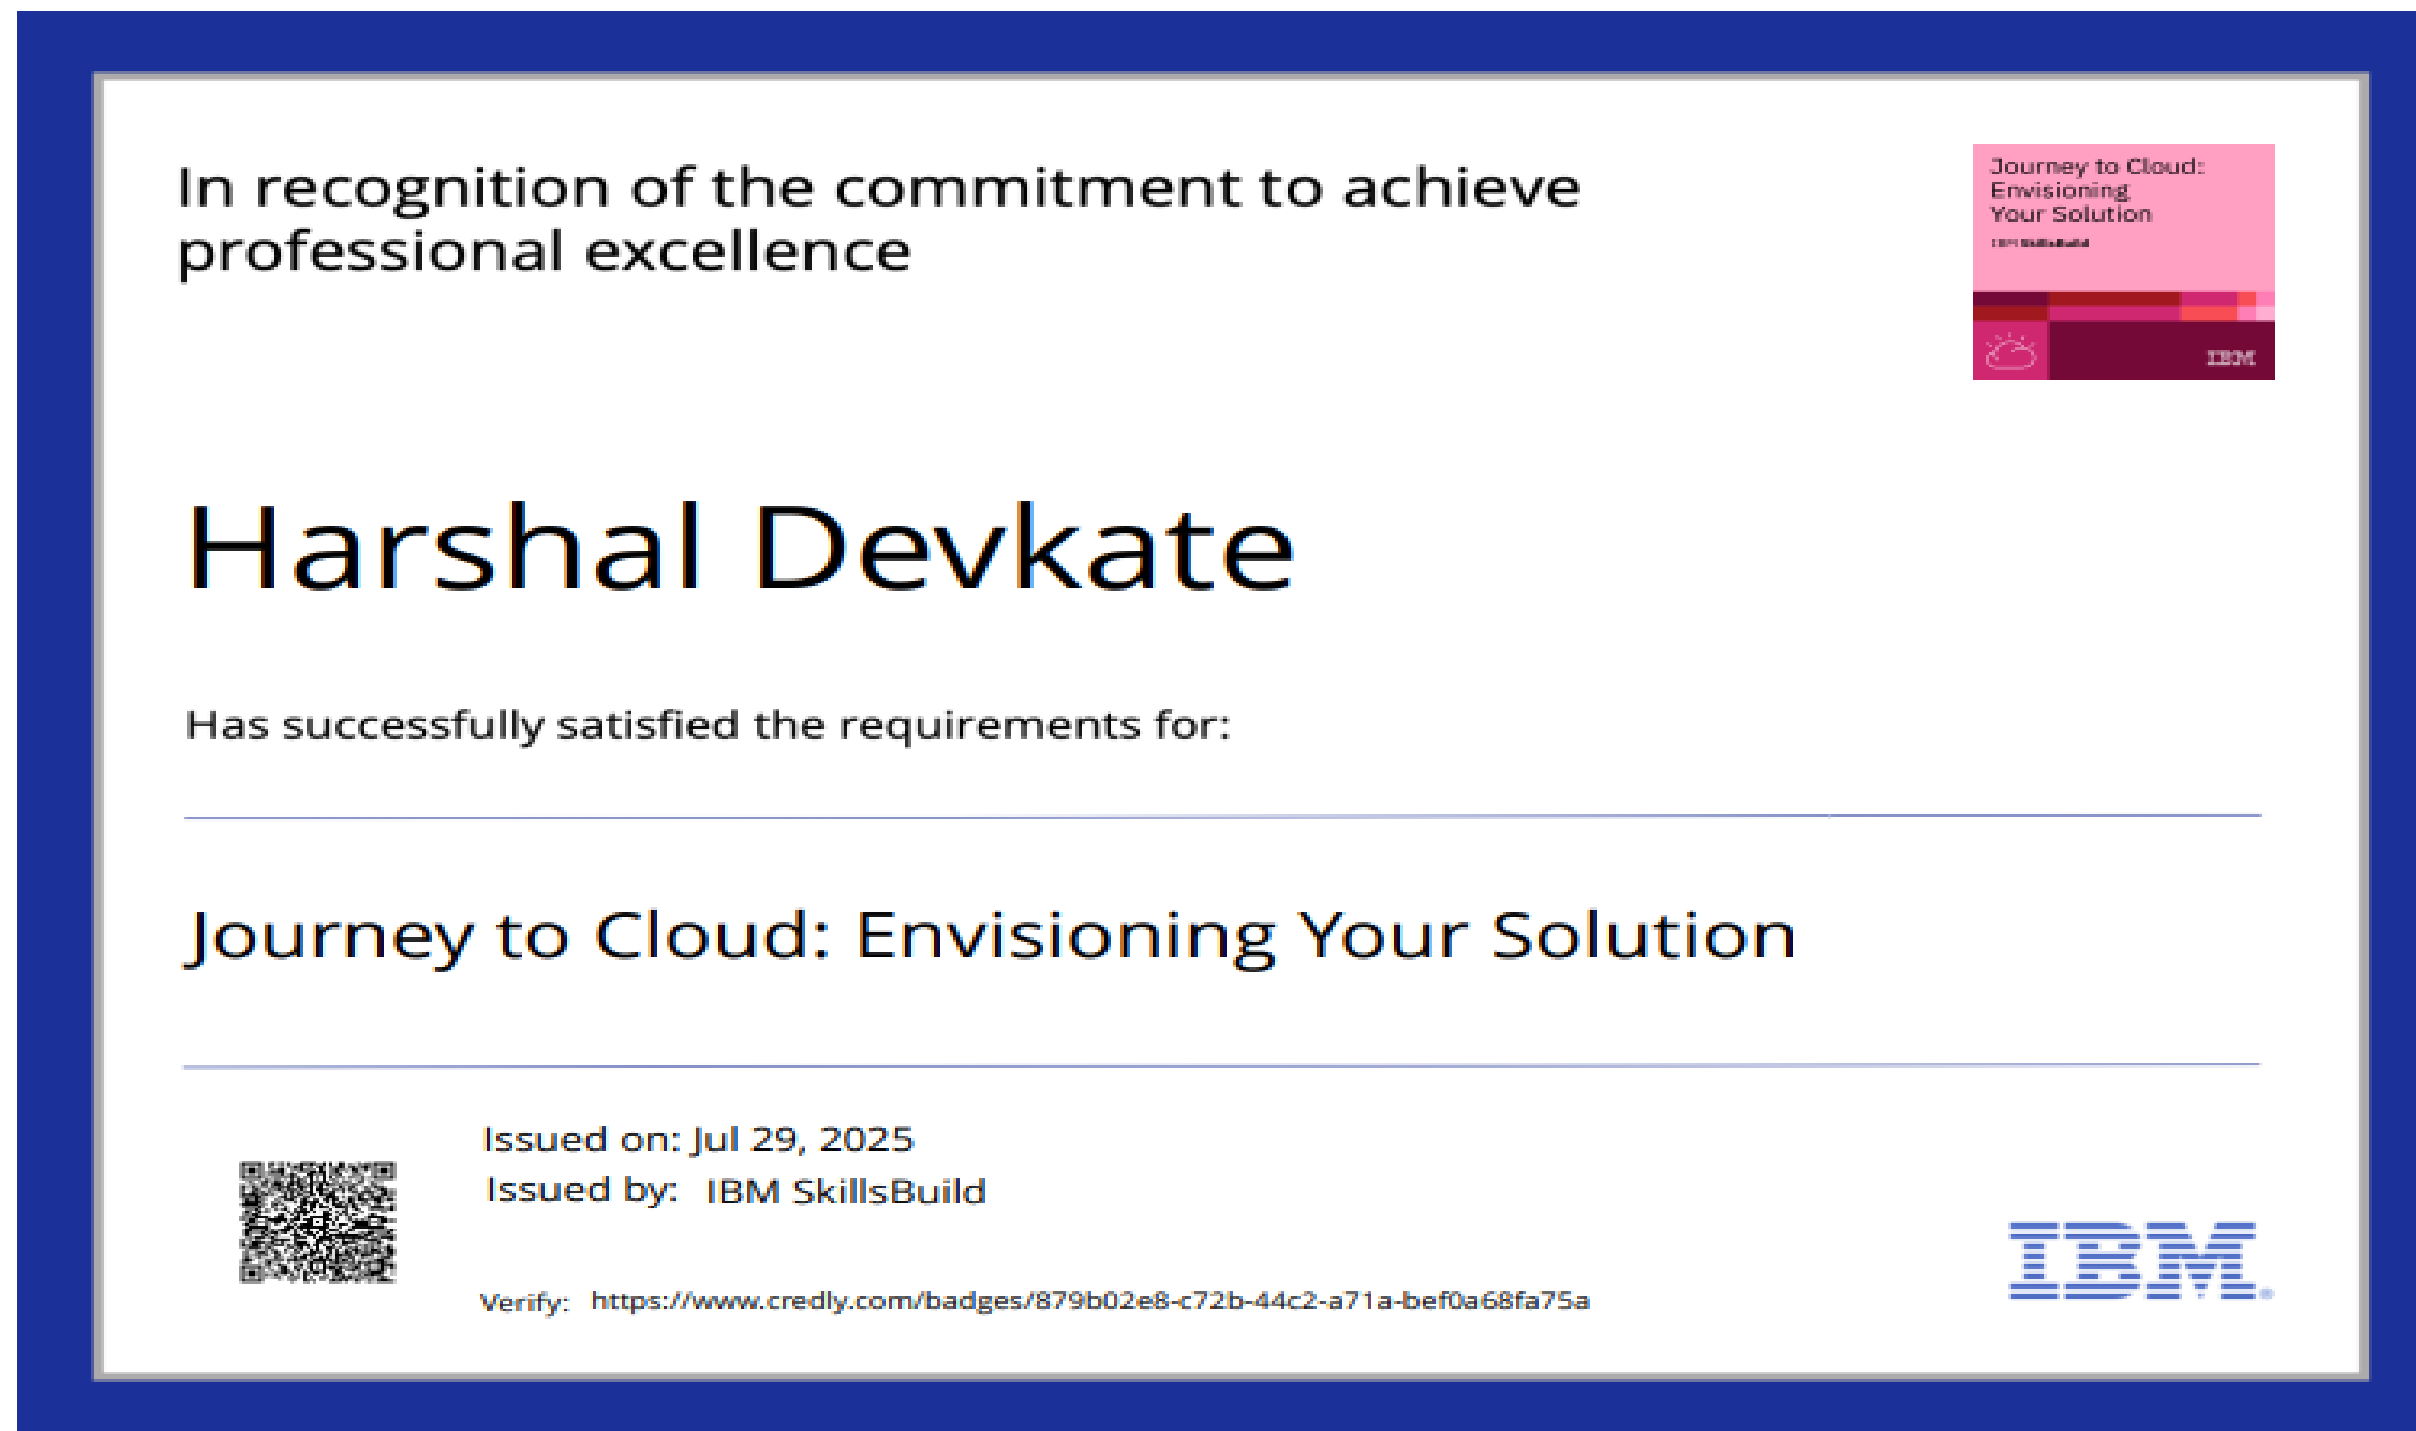 In recognition of the commitment to achieve
professional excellence
Journey to Cloud:
Envisioning
Your Solution
IBM SkillsBuild
IBM
Harshal Devkate
Has successfully satisfied the requirements for:
Journey to Cloud: Envisioning Your Solution
Issued on: Jul 29, 2025
Issued by: IBM SkillsBuild
Verify: https://www.credly.com/badges/879b02e8-c72b-44c2-a71a-bef0a68fa75a
IBM®